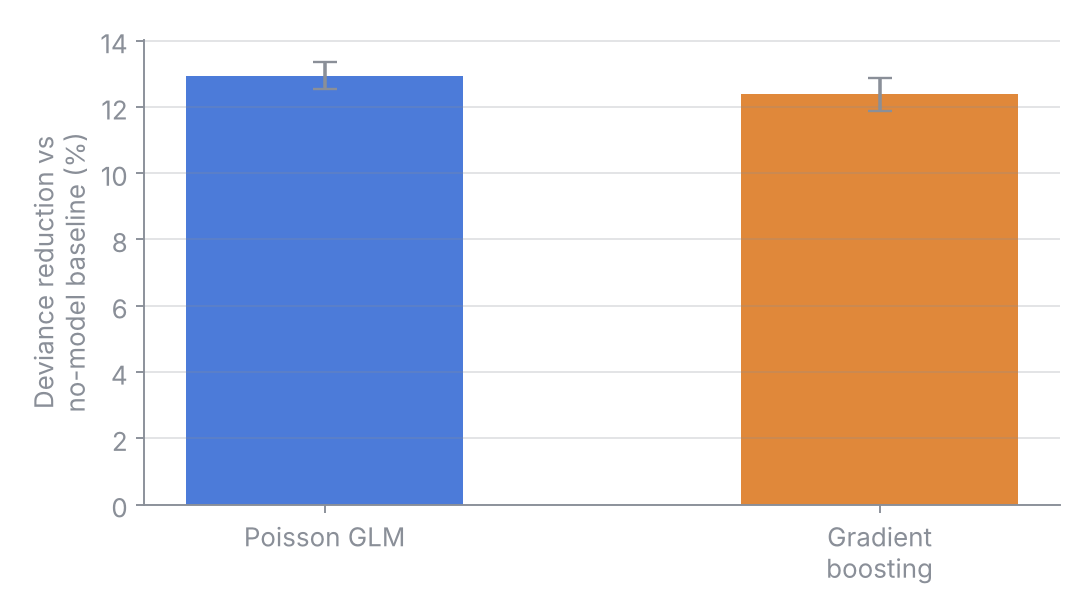 Deviance reduction vs
no-model baseline (%)
14
12
10
8
6
4
2
0
Poisson GLM
Gradient
boosting